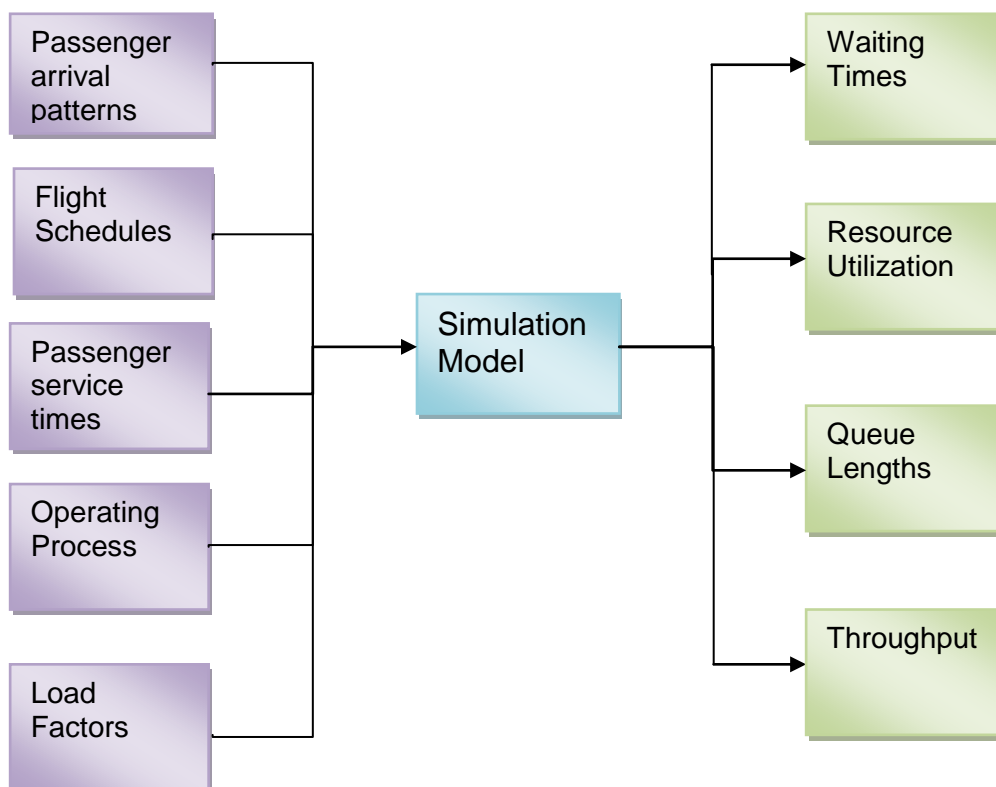 Passenger
arrival
patterns
Flight
Schedules
Passenger
service
times
Operating
Process
Load
Factors
Simulation
Model
Waiting
Times
Resource
Utilization
Queue
Lengths
Throughput